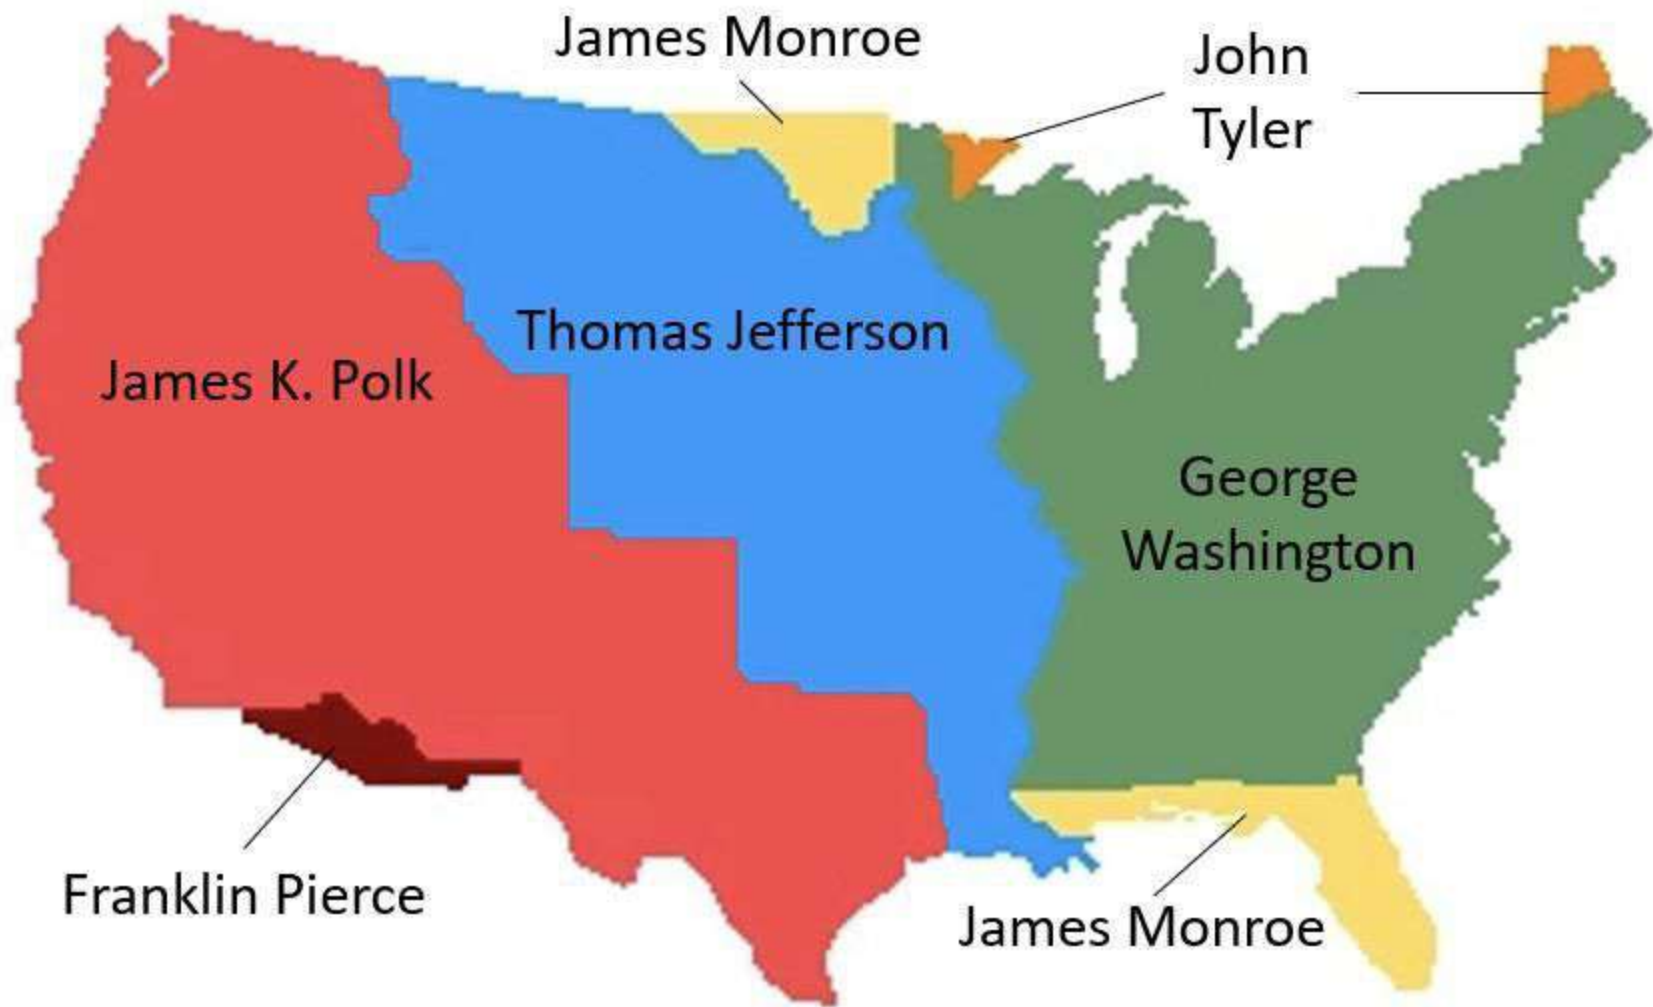 James Monroe
John
Tyler
Thomas Jefferson
James K. Polk
George
Washington
Franklin Pierce
James Monroe